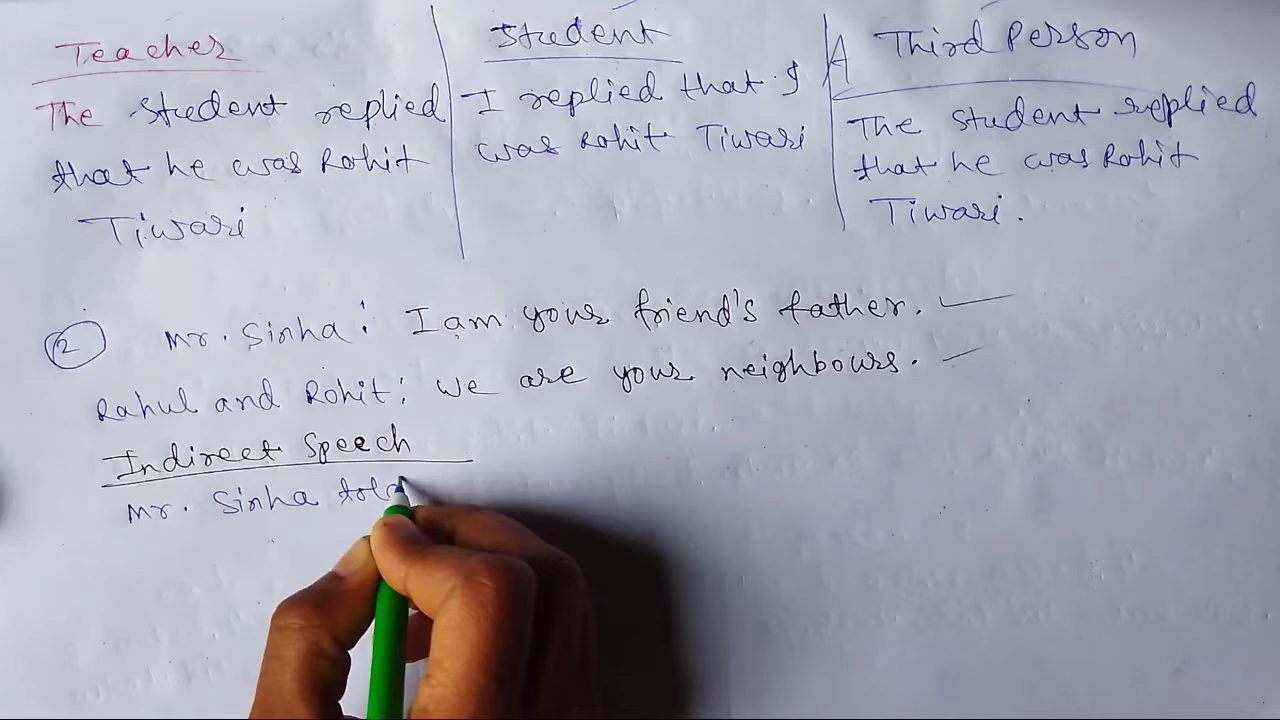 Teacher
The student replied
that he was Rohit
Tiwari
Student
I replied that I
was Rohit Tiwari
A Third Person
The student replied
that he was Rohit
Tiwari.
2 Mr. Sinha: I am your friend's father.
Rahul and Rohit: We are your neighbours.
Indirect Speech
Mr. Sinha told